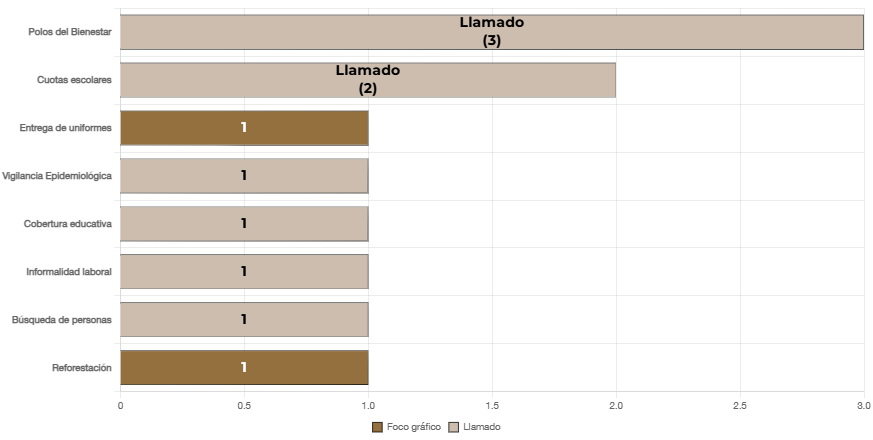 Polos del Bienestar
Llamado
(3)
Cuotas escolares
Llamado
(2)
Entrega de uniformes
1
Vigilancia Epidemiológica
1
Cobertura educativa
1
Informalidad laboral
1
Búsqueda de personas
1
Reforestación
1
0 0.5 1.0 1.5 2.0 2.5 3.0
Foco gráfico Llamado